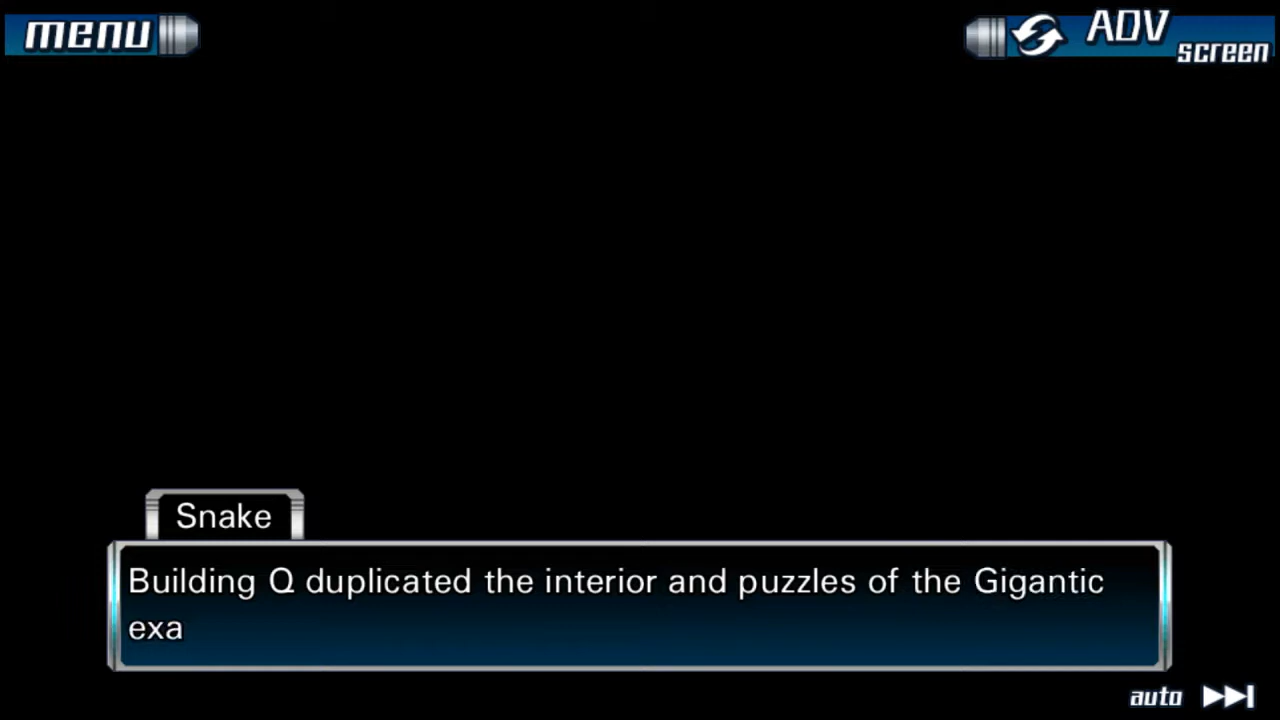 menu
ADV
screen
Snake
Building Q duplicated the interior and puzzles of the Gigantic
exa
auto